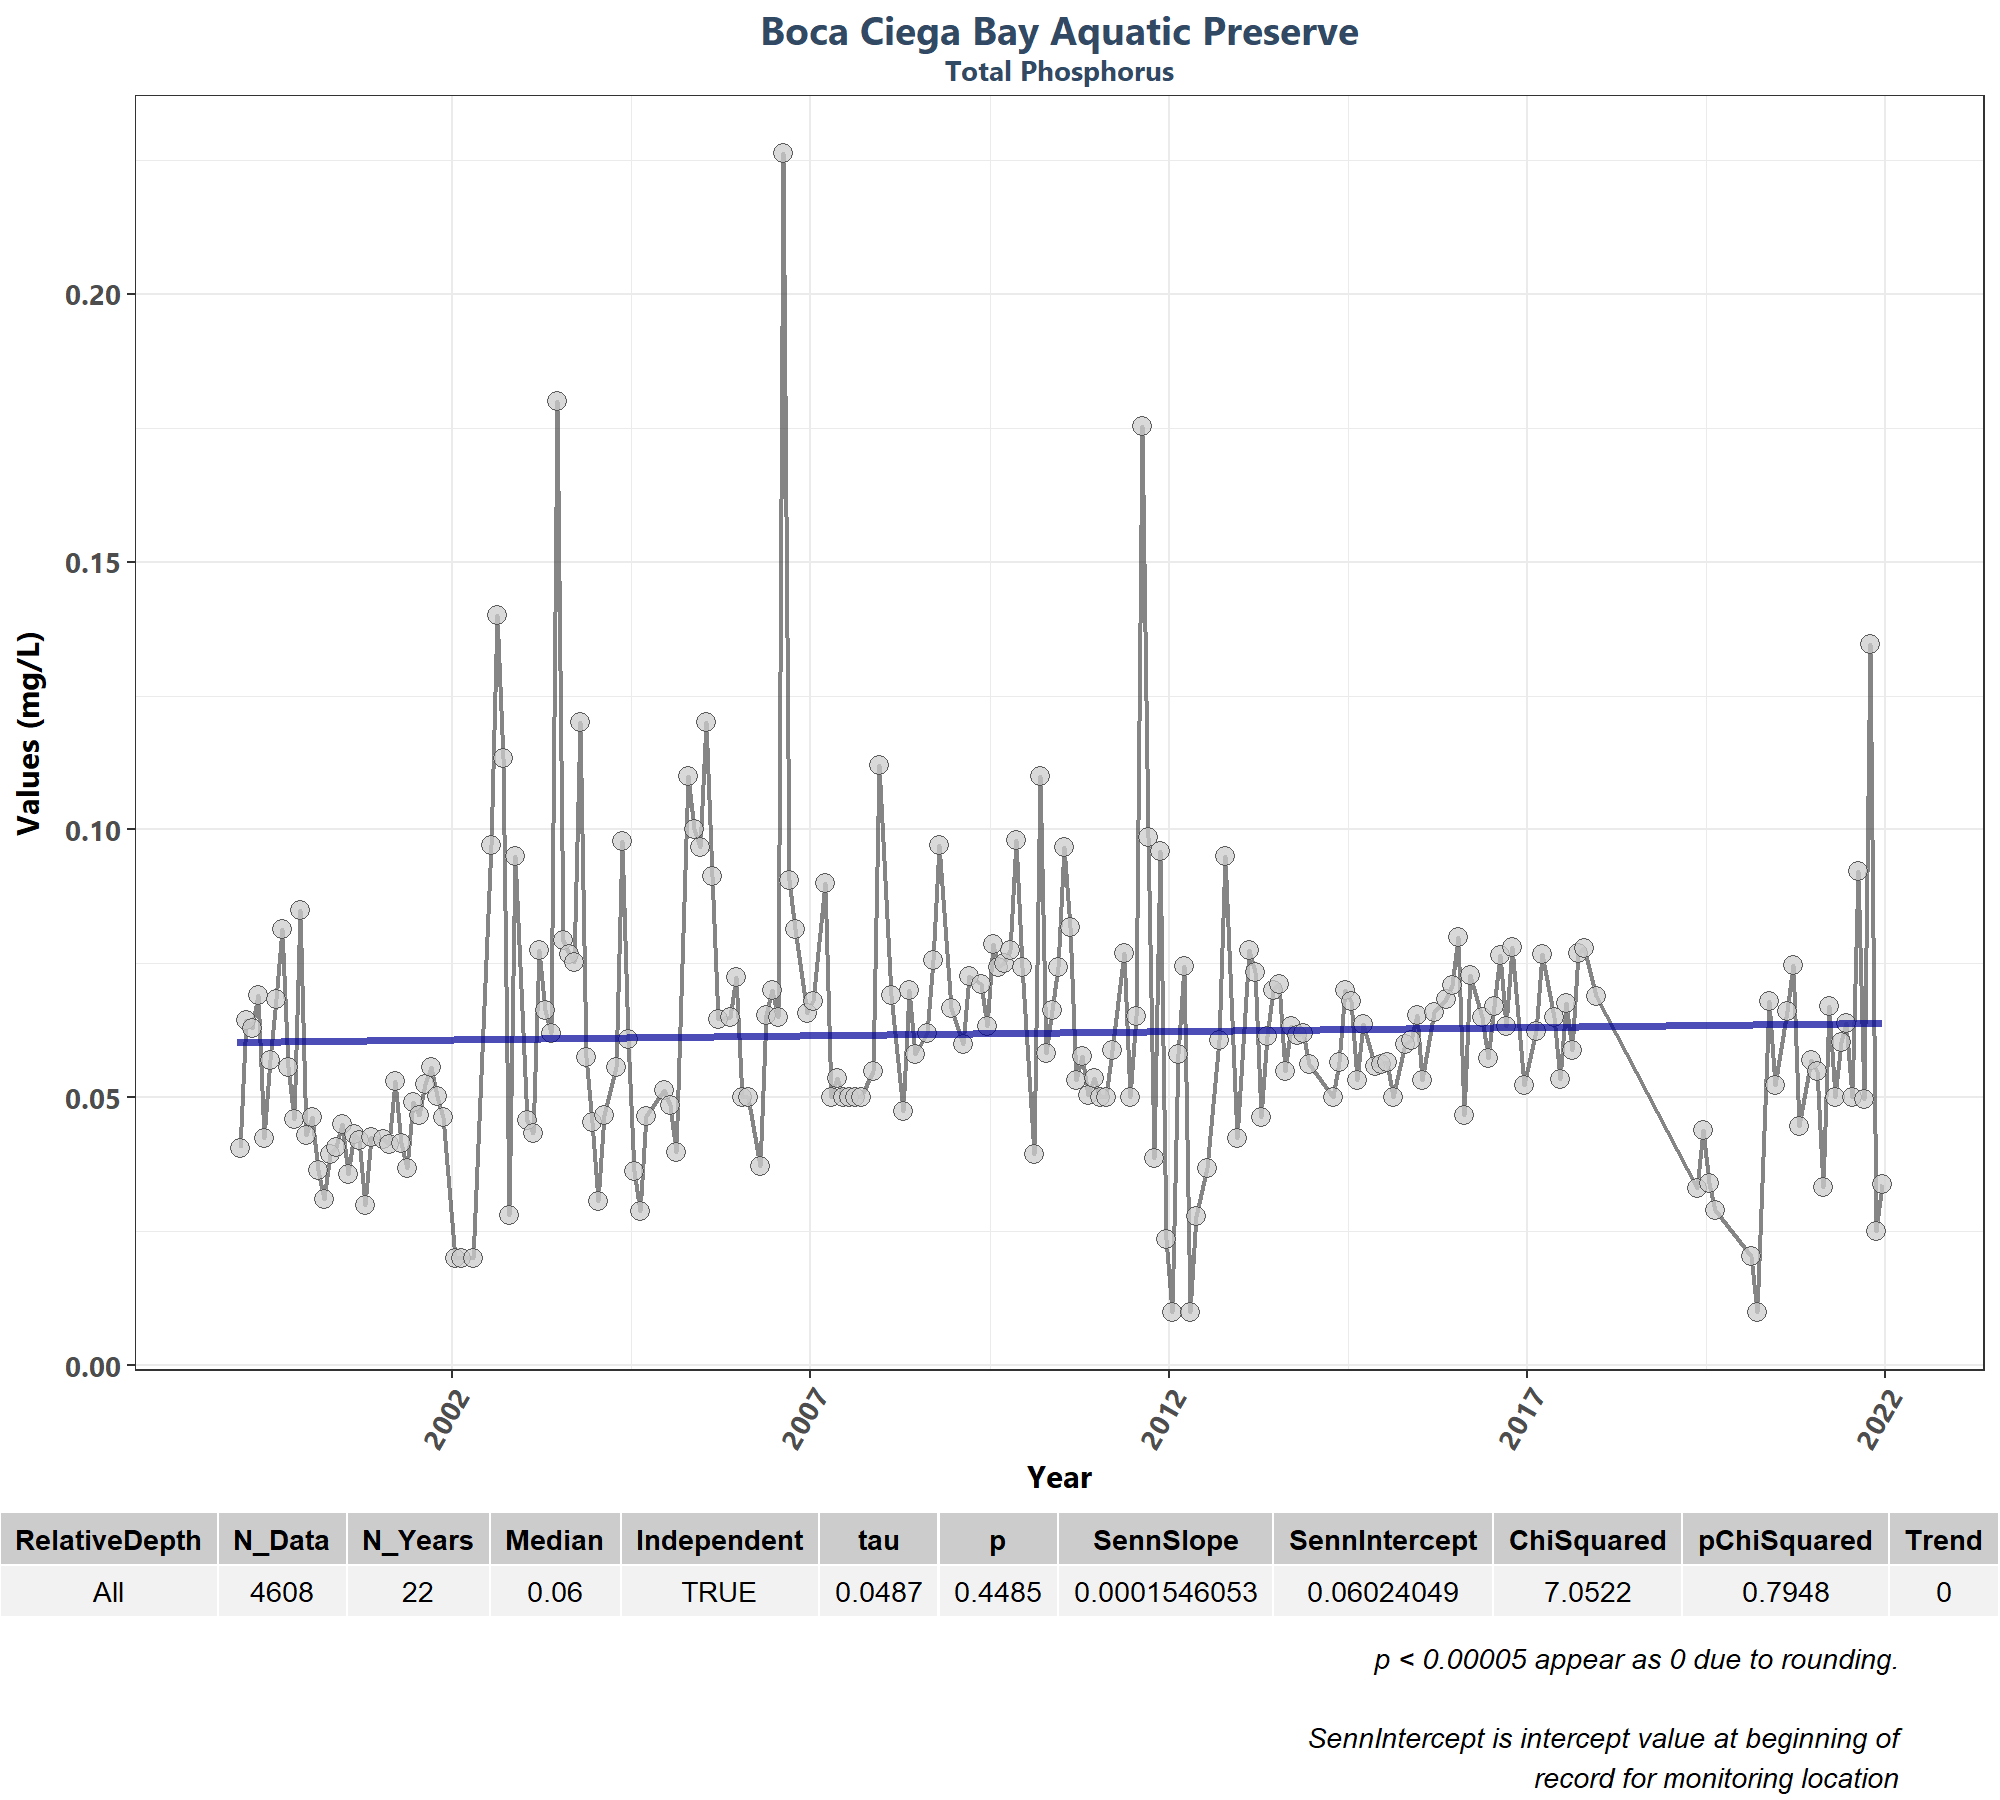 Boca Ciega Bay Aquatic Preserve
Total Phosphorus
Values (mg/L)
0.20
0.15
0.10
0.05
0.00
2002 2007 2012 2017 2022
Year
RelativeDepth N_Data N_Years Median Independent tau p SennSlope SennIntercept ChiSquared pChiSquared Trend
All 4608 22 0.06 TRUE 0.0487 0.4485 0.0001546053 0.06024049 7.0522 0.7948 0
p < 0.00005 appear as 0 due to rounding.
SennIntercept is intercept value at beginning of
record for monitoring location